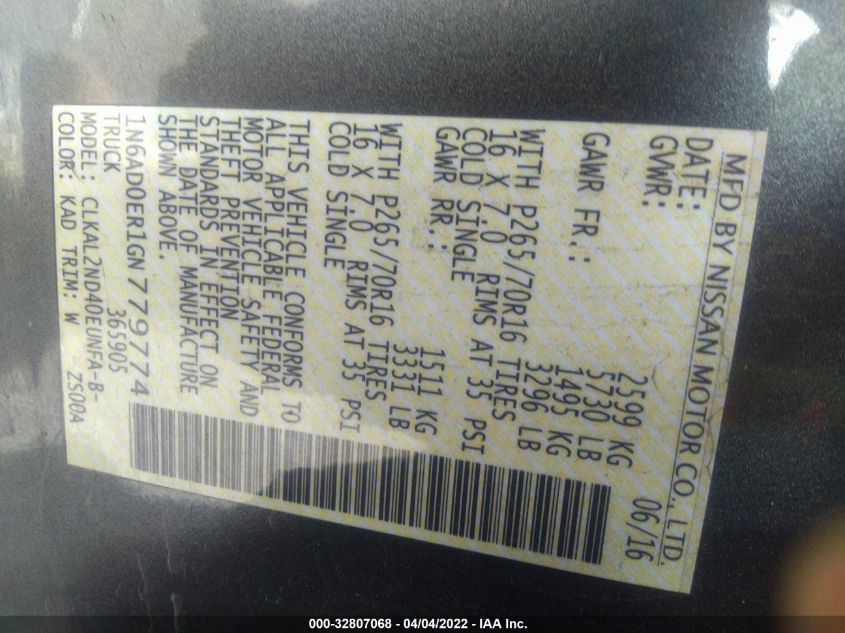 MFD BY NISSAN MOTOR CO., LTD.
DATE: 06/16
GVWR: 2599 KG
5730 LB
GAWR FR.: 1495 KG
3296 LB
WITH P265/70R16 TIRES
16 X 7.0 RIMS AT 35 PSI
COLD SINGLE
GAWR RR.: 1511 KG
3331 LB
WITH P265/70R16 TIRES
16 X 7.0 RIMS AT 35 PSI
COLD SINGLE
THIS VEHICLE CONFORMS TO
ALL APPLICABLE FEDERAL
MOTOR VEHICLE SAFETY AND
THEFT PREVENTION
STANDARDS IN EFFECT ON
THE DATE OF MANUFACTURE
SHOWN ABOVE.
1N6AD0ER1GN779774
TRUCK 365905
MODEL: CLKAL2ND40EUNFA-B-
COLOR: KAD TRIM: W ZS00A
000-32807068 - 04/04/2022 - IAA Inc.